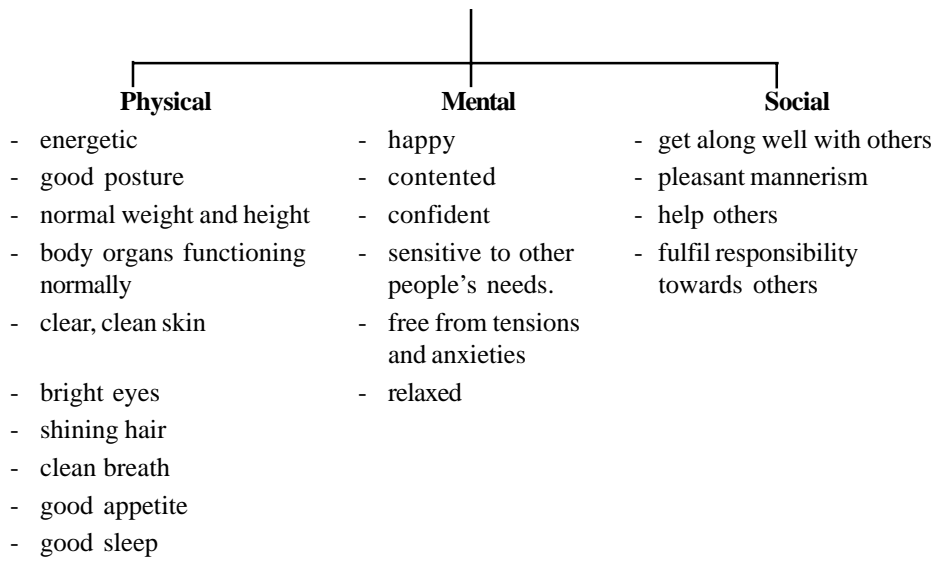 Physical
- energetic
- good posture
- normal weight and height
- body organs functioning
normally
- clear, clean skin
- bright eyes
- shining hair
- clean breath
- good appetite
- good sleep
Mental
- happy
- contented
- confident
- sensitive to other
people's needs.
- free from tensions
and anxieties
- relaxed
Social
- get along well with others
- pleasant mannerism
- help others
- fulfil responsibility
towards others